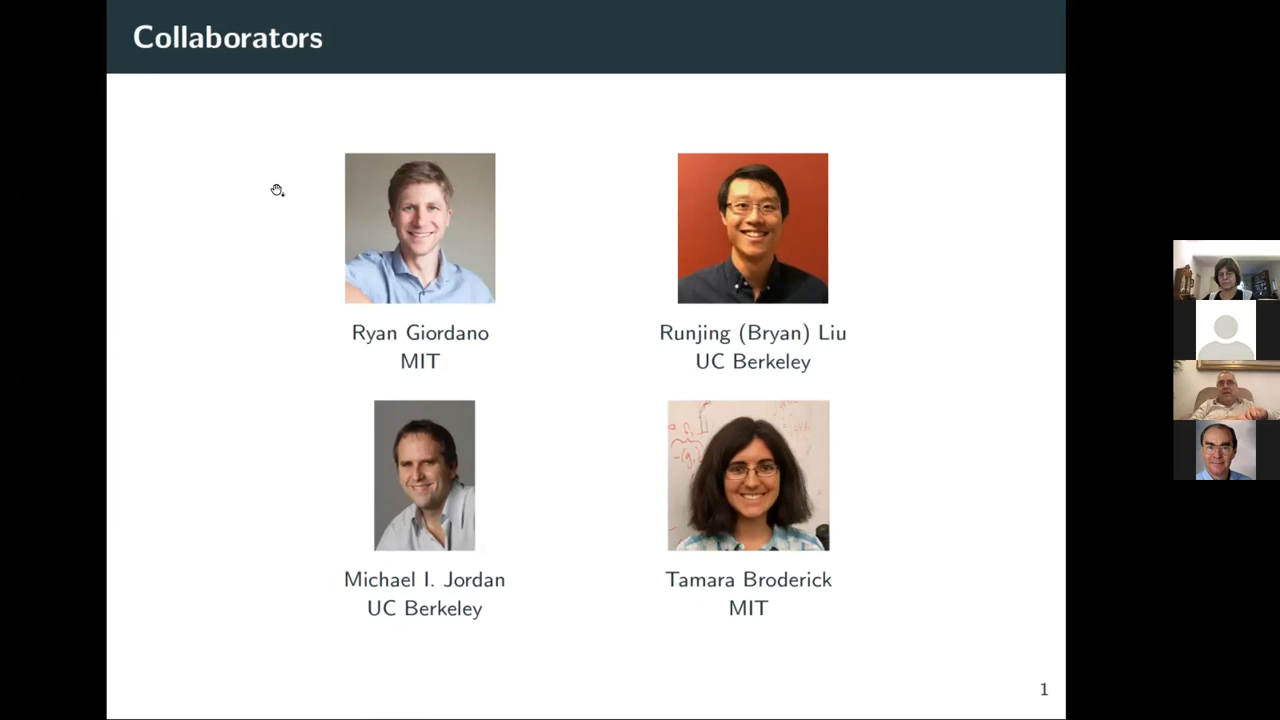 Collaborators
Ryan Giordano
MIT
Runjing (Bryan) Liu
UC Berkeley
Michael I. Jordan
UC Berkeley
Tamara Broderick
MIT
1